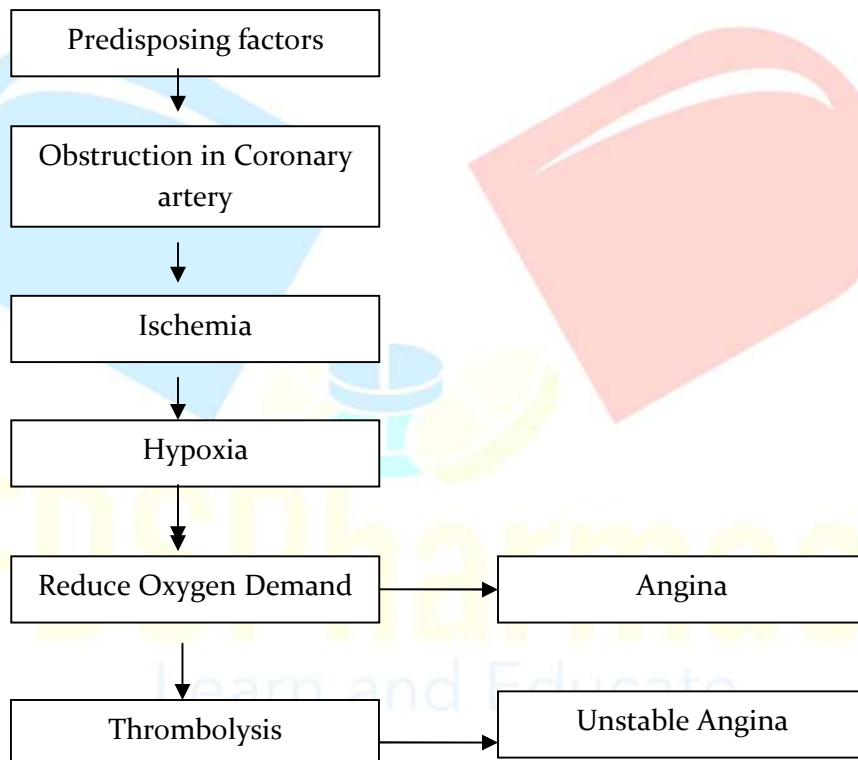 Predisposing factors
Obstruction in Coronary
artery
Ischemia
Hypoxia
Reduce Oxygen Demand
Angina
Learn and Educate
Thrombolysis
Unstable Angina